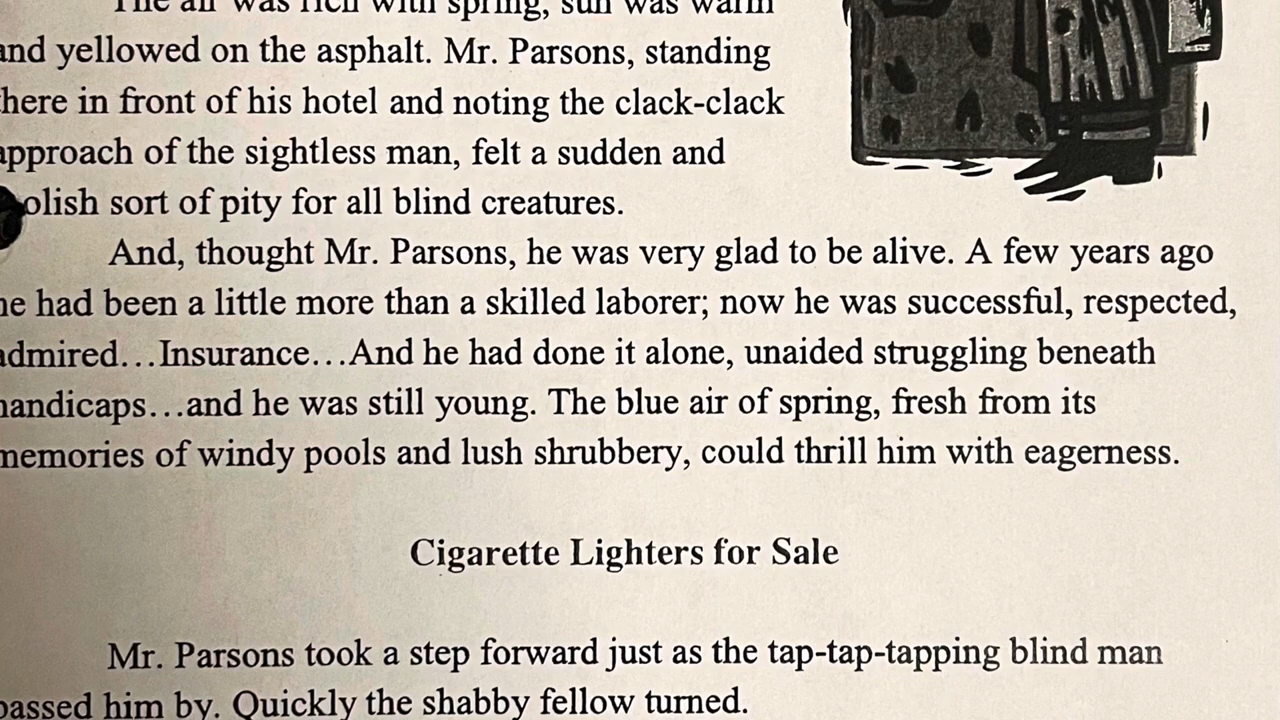 The air was rich with spring, sun was warm
and yellowed on the asphalt. Mr. Parsons, standing
here in front of his hotel and noting the clack-clack
approach of the sightless man, felt a sudden and
olish sort of pity for all blind creatures.
And, thought Mr. Parsons, he was very glad to be alive. A few years ago
he had been a little more than a skilled laborer; now he was successful, respected,
admired…Insurance…And he had done it alone, unaided struggling beneath
handicaps…and he was still young. The blue air of spring, fresh from its
memories of windy pools and lush shrubbery, could thrill him with eagerness.
Cigarette Lighters for Sale
Mr. Parsons took a step forward just as the tap-tap-tapping blind man
passed him by. Quickly the shabby fellow turned.